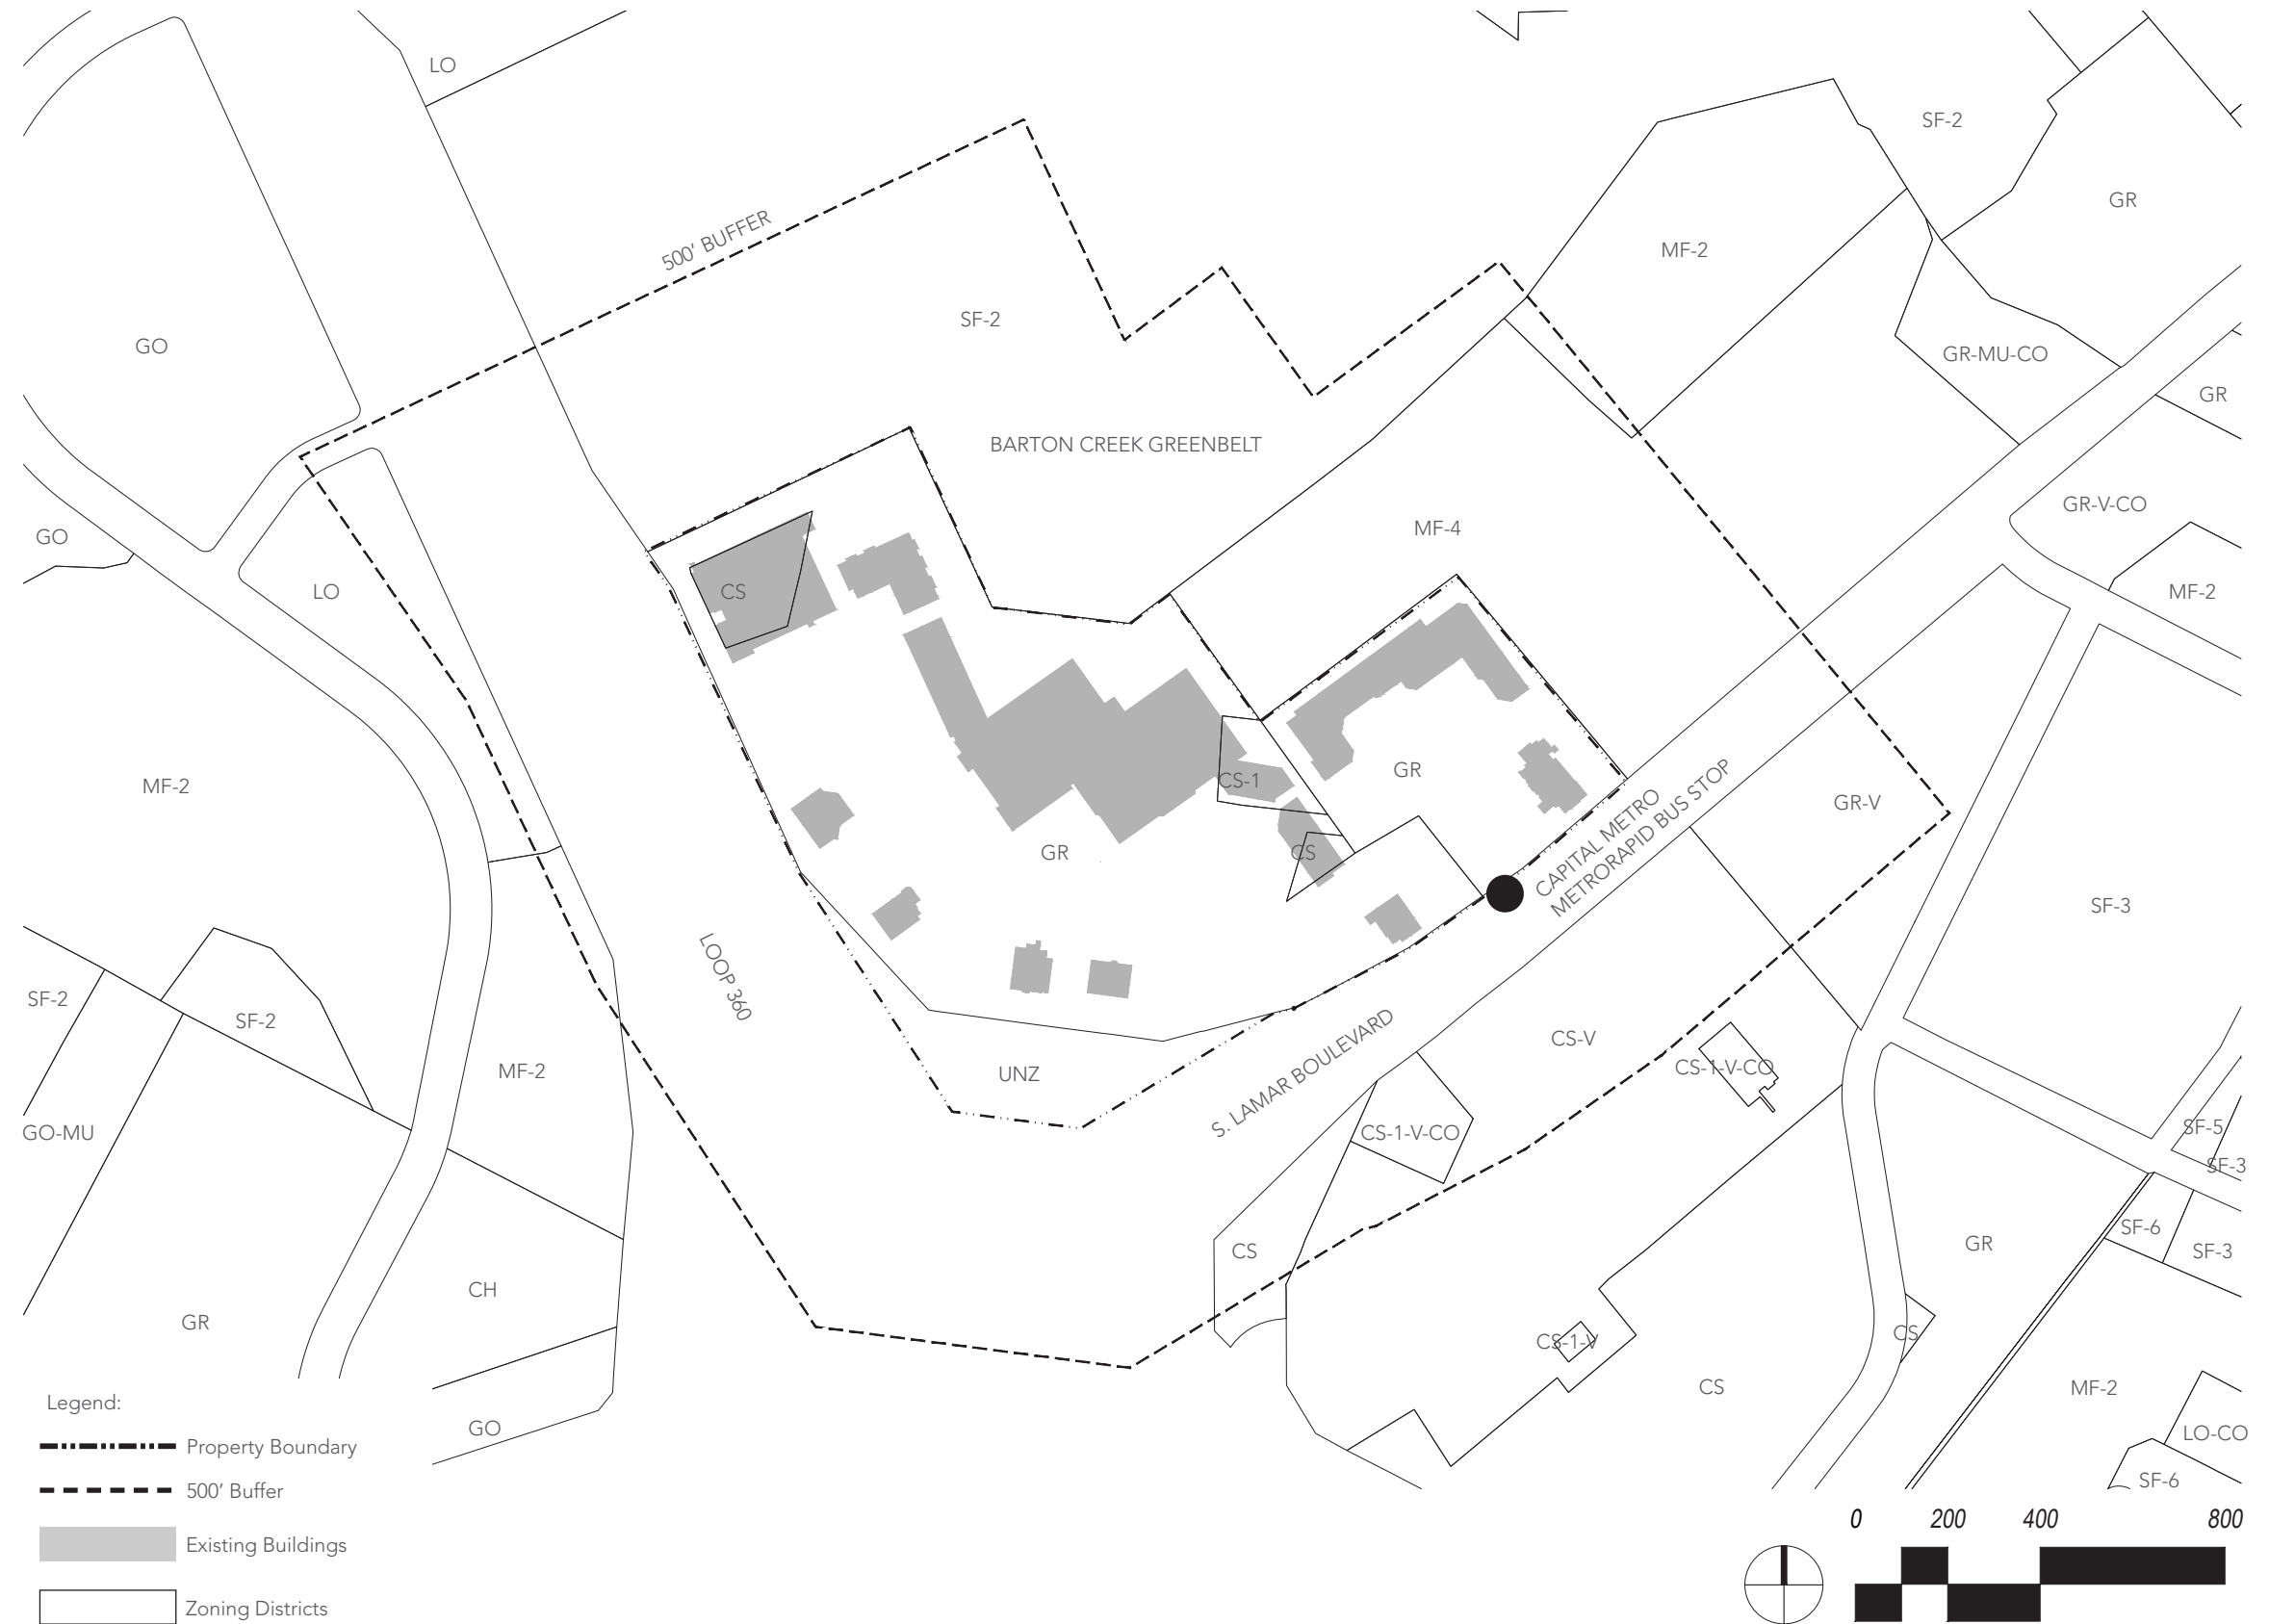 LO
SF-2
GR
500' BUFFER
MF-2
SF-2
GO
GR-MU-CO
GR
BARTON CREEK GREENBELT
GR-V-CO
MF-4
GO
LO
CS
MF-2
GR
CS-1
MF-2
CAPITAL METRO
METRORAPID BUS STOP
GR-V
GR
CS
SF-3
LOOP 360
SF-2
SF-2
S. LAMAR BOULEVARD
CS-V
CS-1-V-CO
MF-2
UNZ
GO-MU
CS-1-V-CO
SF-5
SF-3
SF-6
SF-3
CS
GR
CH
GR
CS-1-V
CS
CS
MF-2
GO
LO-CO
SF-6
Legend:
Property Boundary
500' Buffer
Existing Buildings
Zoning Districts
0 200 400 800